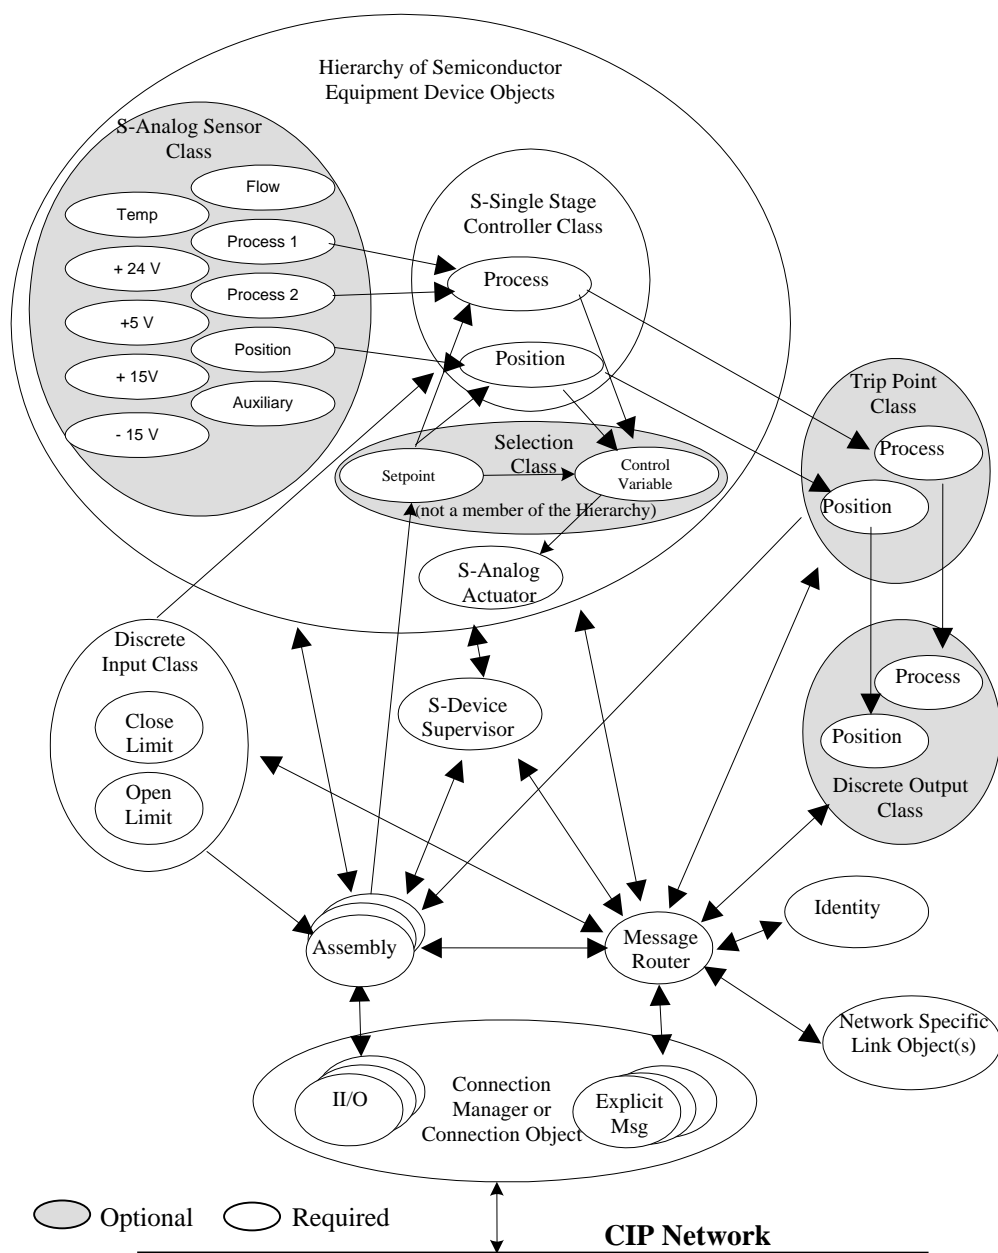 Hierarchy of Semiconductor
Equipment Device Objects
S-Analog Sensor
Class
Flow
Temp
Process 1
+ 24 V
Process 2
+5 V
Position
+ 15V
Auxiliary
- 15 V
S-Single Stage
Controller Class
Process
Position
Selection
Class
Setpoint
Control
Variable
(not a member of the Hierarchy)
S-Analog
Actuator
Trip Point
Class
Process
Position
Discrete
Input Class
Close
Limit
Open
Limit
S-Device
Supervisor
Process
Position
Discrete Output
Class
Identity
Assembly
Message
Router
Network Specific
Link Object(s)
II/O
Connection
Manager or
Connection Object
Explicit
Msg
Optional
Required
CIP Network